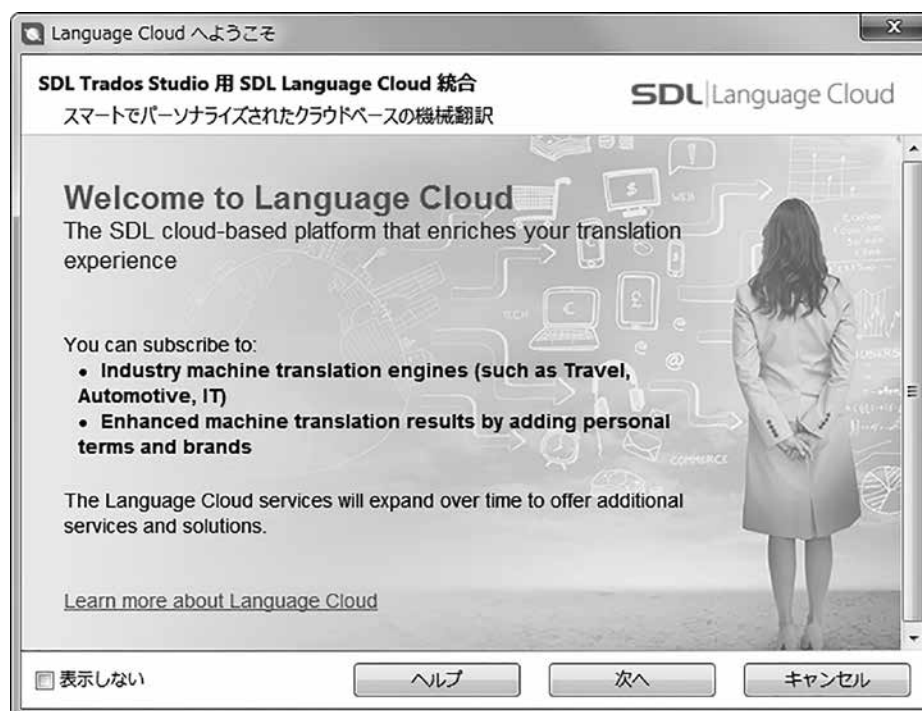 Language Cloud へようこそ
SDL Trados Studio 用 SDL Language Cloud 統合
スマートでパーソナライズされたクラウドベースの機械翻訳
SDL Language Cloud
Welcome to Language Cloud
The SDL cloud-based platform that enriches your translation
experience
WEB
TECH
COMMERCE
USERS
You can subscribe to:
• Industry machine translation engines (such as Travel,
Automotive, IT)
• Enhanced machine translation results by adding personal
terms and brands
The Language Cloud services will expand over time to offer additional
services and solutions.
Learn more about Language Cloud
表示しない
ヘルプ
次へ
キャンセル